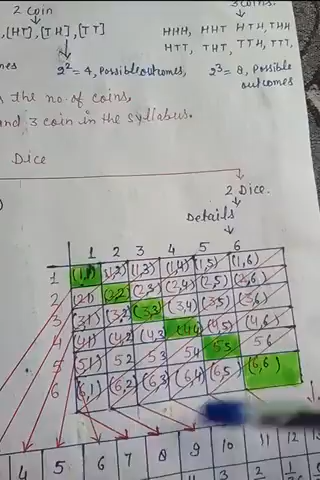 2 Coin
3 Coins.
[HT], [TH], [TT]
HHH, HHT HTH, THH
HTT, THT, TTH, TTT,
2² = 4, Possible outcomes,
2³ = 8, Possible outcomes
the no. of coins,
and 3 coin in the syllabus.
Dice
2 Dice.
Details
1 2 3 4 5 6
1 (1,1) (1,2) (1,3) (1,4) (1,5) (1,6)
2 (2,1) (2,2) (2,3) (2,4) (2,5) (2,6)
3 (3,1) (3,2) (3,3) (3,4) (3,5) (3,6)
4 (4,1) (4,2) (4,3) (4,4) (4,5) (4,6)
5 (5,1) 52 53 54 55 56
6 (6,1) (6,2) (6,3) (6,4) (6,5) (6,6)
4 5 6 7 8 9 10 11 12